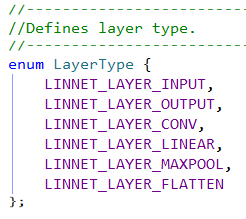 //-------------------------
//Defines layer type.
//-------------------------
enum LayerType {
LINNET_LAYER_INPUT,
LINNET_LAYER_OUTPUT,
LINNET_LAYER_CONV,
LINNET_LAYER_LINEAR,
LINNET_LAYER_MAXPOOL,
LINNET_LAYER_FLATTEN
};